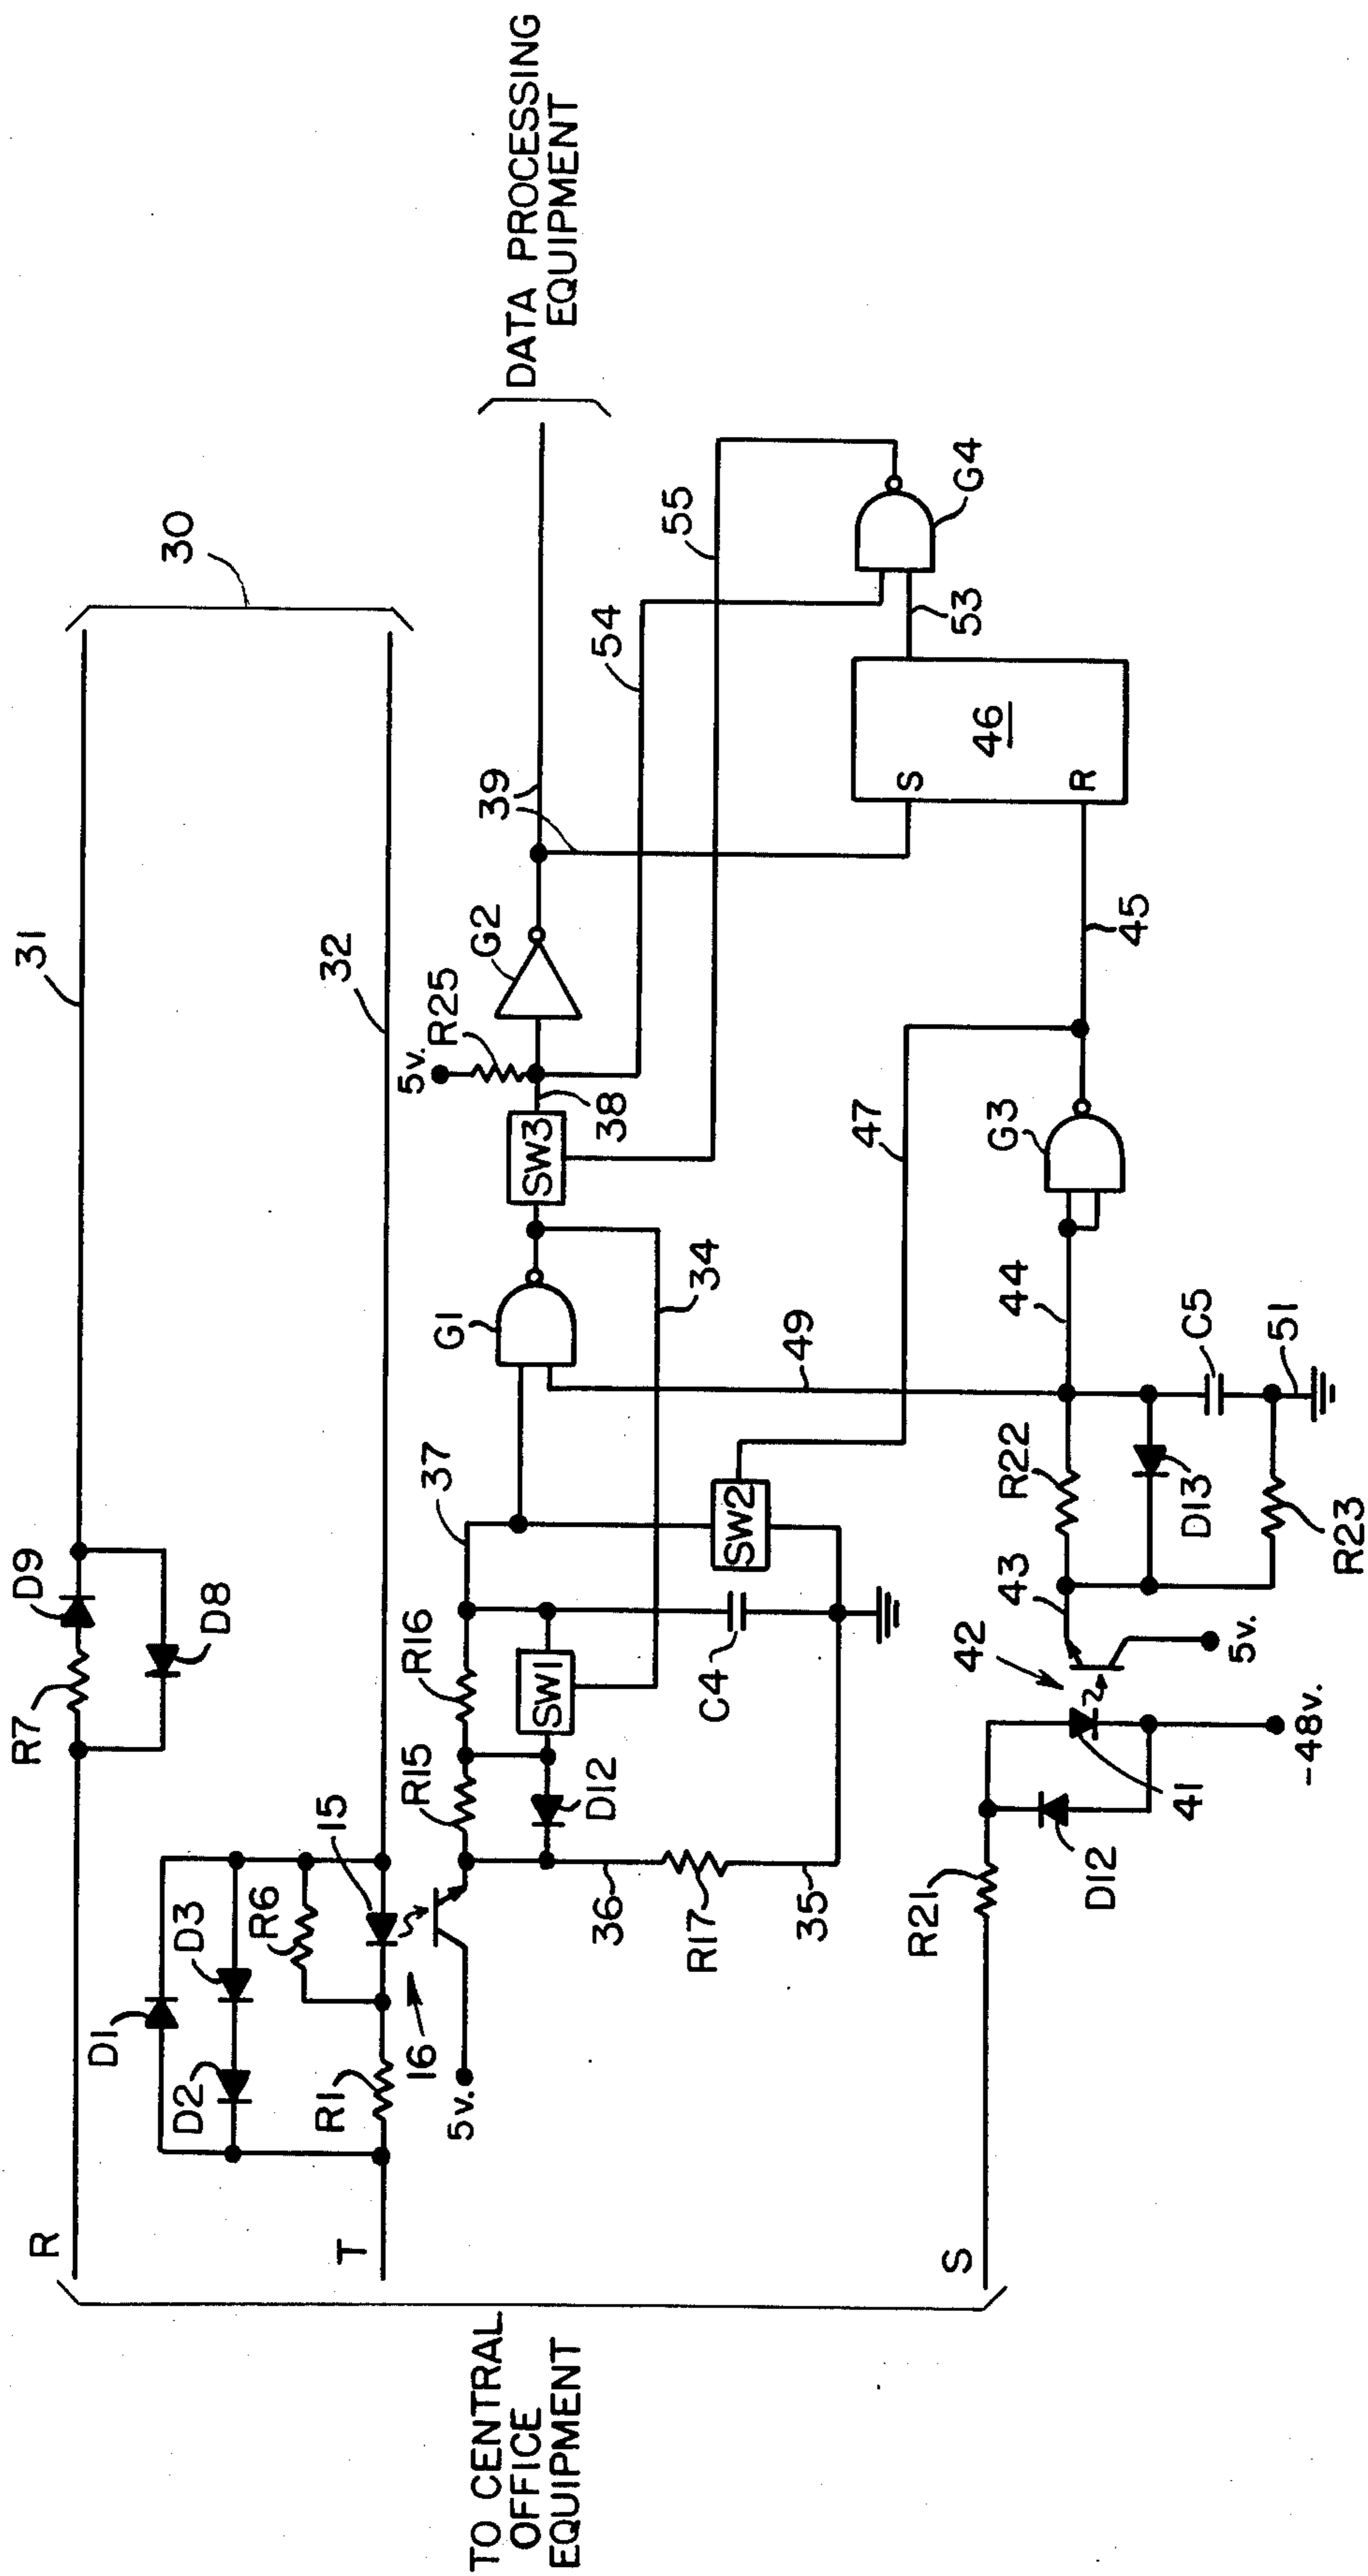 TO CENTRAL
OFFICE
EQUIPMENT
R
T
S
R7
D9
D8
31
30
D1
D2
D3
R6
R1
15
16
32
5v.
R15
R16
D12
SW1
36
R17
35
C4
37
SW2
G1
34
49
SW3
38
5v.
R25
G2
39
54
55
DATA PROCESSING
EQUIPMENT
R21
D12
41
-48v.
42
5v.
43
R22
D13
R23
C5
51
44
G3
47
45
S
R
46
53
G4